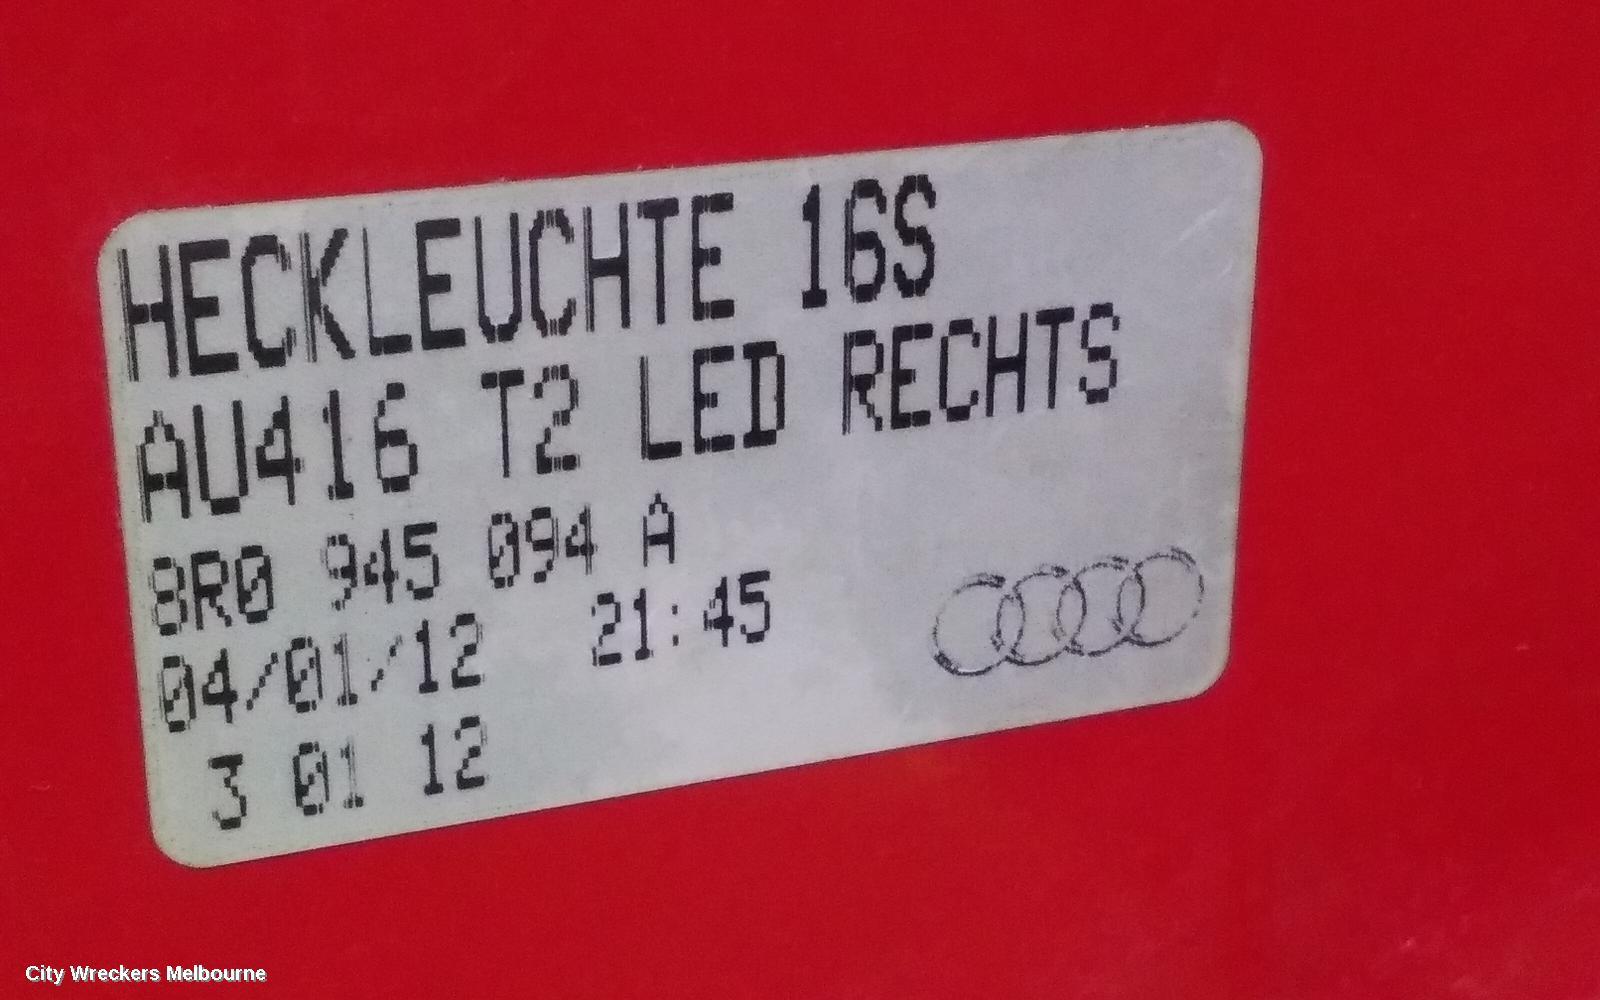 HECKLEUCHTE 16S
AU416 T2 LED RECHTS
8R0 945 094 A
04/01/12 21:45
3 01 12
City Wreckers Melbourne